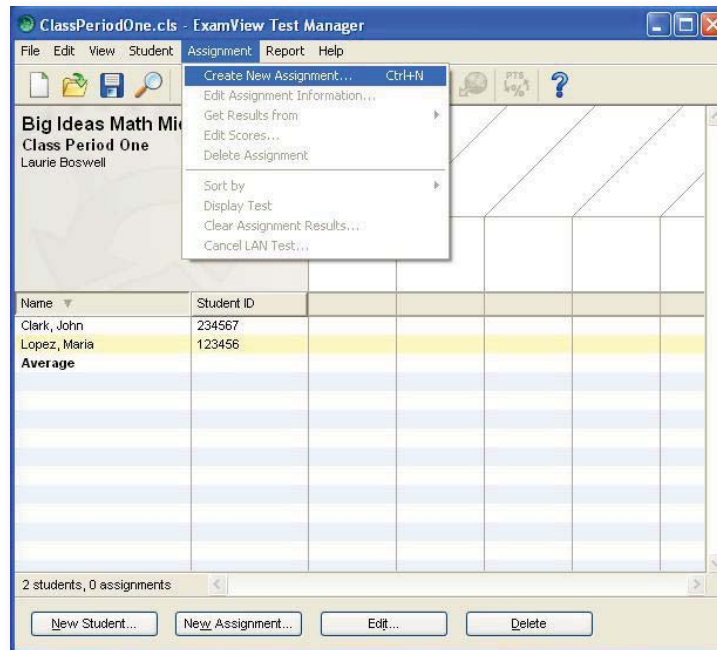 ClassPeriodOne.cls - ExamView Test Manager
File Edit View Student Assignment Report Help
Create New Assignment... Ctrl+N
Edit Assignment Information...
Get Results from
Edit Scores...
Delete Assignment
Sort by
Display Test
Clear Assignment Results...
Cancel LAN Test...
PTS
%
Big Ideas Math Mi
Class Period One
Laurie Boswell
Name Student ID
Clark, John 234567
Lopez, Maria 123456
Average
2 students, 0 assignments
New Student... New Assignment... Edit... Delete